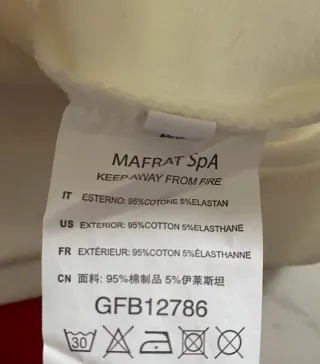 MAFRAT SpA
KEEP AWAY FROM FIRE
IT ESTERNO: 95%COTONE 5%ELASTAN
US EXTERIOR: 95%COTTON 5%ELASTHANE
FR EXTÉRIEUR: 95%COTTON 5%ÉLASTHANNE
CN 面料: 95%棉制品 5%伊莱斯坦
GFB12786
30